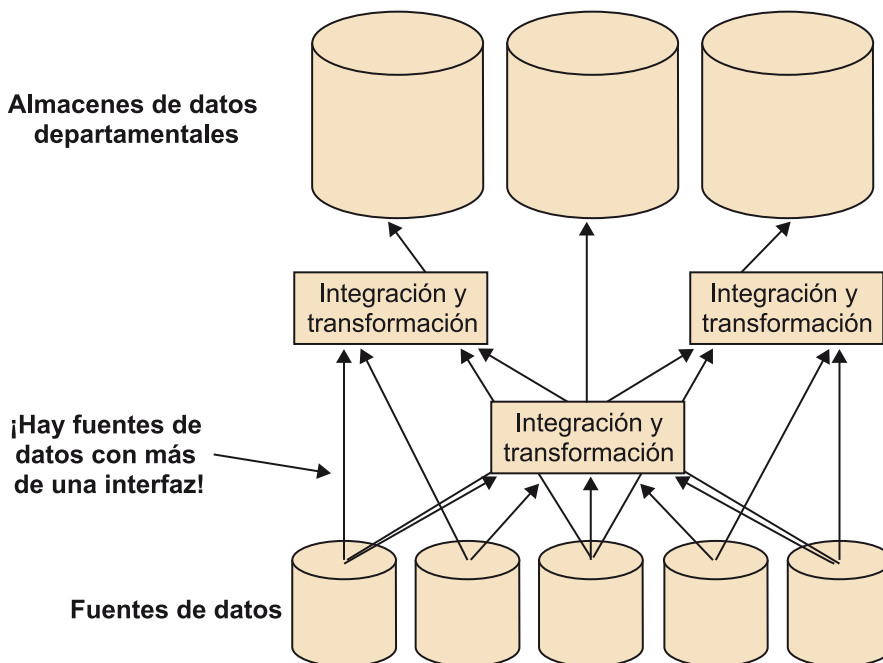 Almacenes de datos
departamentales
Integración y
transformación
Integración y
transformación
¡Hay fuentes de
datos con más
de una interfaz!
Integración y
transformación
Fuentes de datos